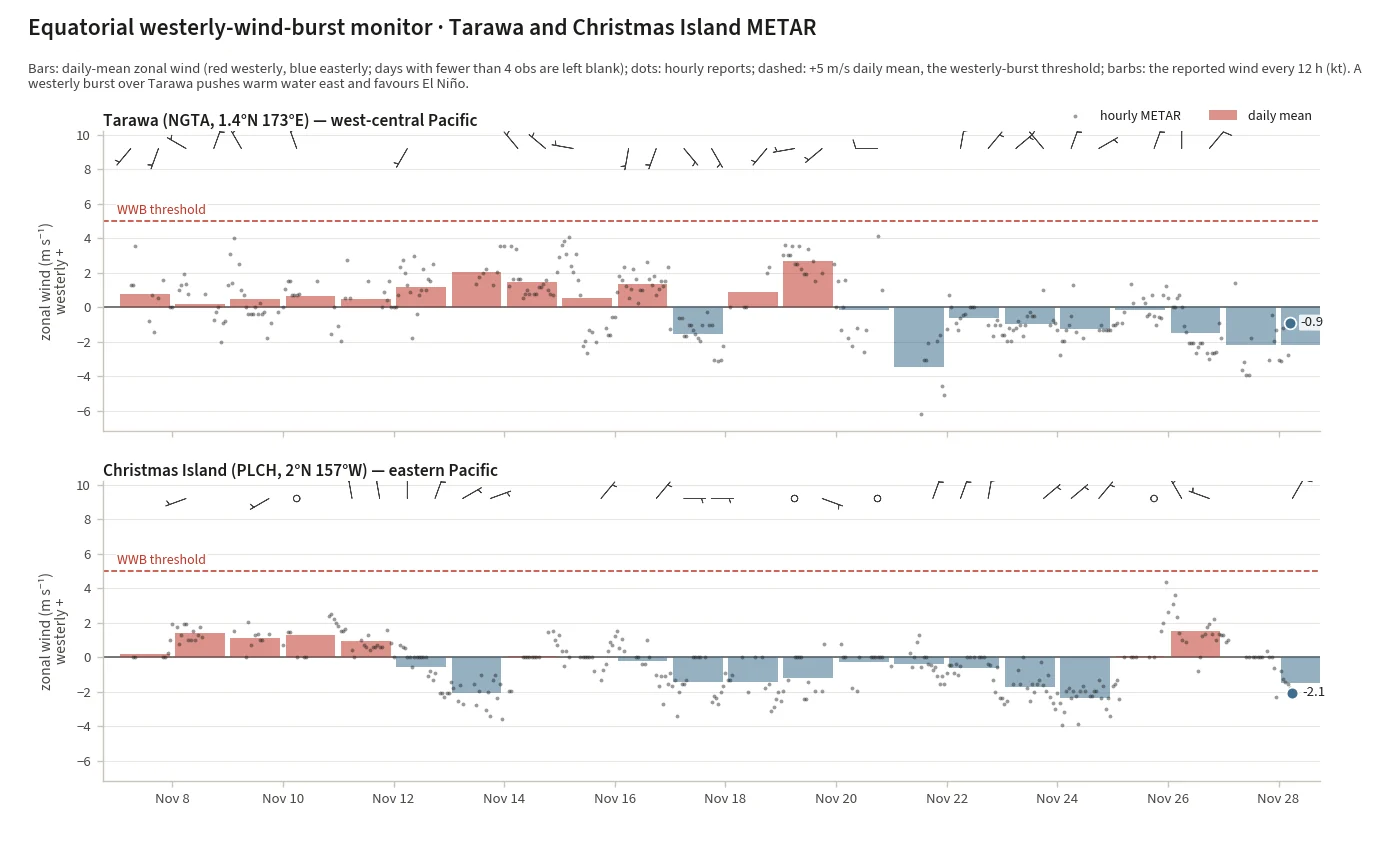 Equatorial westerly-wind-burst monitor · Tarawa and Christmas Island METAR
Bars: daily-mean zonal wind (red westerly, blue easterly; days with fewer than 4 obs are left blank); dots: hourly reports; dashed: +5 m/s daily mean, the westerly-burst threshold; barbs: the reported wind every 12 h (kt). A
westerly burst over Tarawa pushes warm water east and favours El Niño.
Tarawa (NGTA, 1.4°N 173°E) — west-central Pacific
hourly METAR
daily mean
10
8
6
4
2
0
−2
−4
−6
zonal wind (m s⁻¹)
westerly +
WWB threshold
-0.9
Christmas Island (PLCH, 2°N 157°W) — eastern Pacific
10
8
6
4
2
0
−2
−4
−6
zonal wind (m s⁻¹)
westerly +
WWB threshold
-2.1
Nov 8
Nov 10
Nov 12
Nov 14
Nov 16
Nov 18
Nov 20
Nov 22
Nov 24
Nov 26
Nov 28